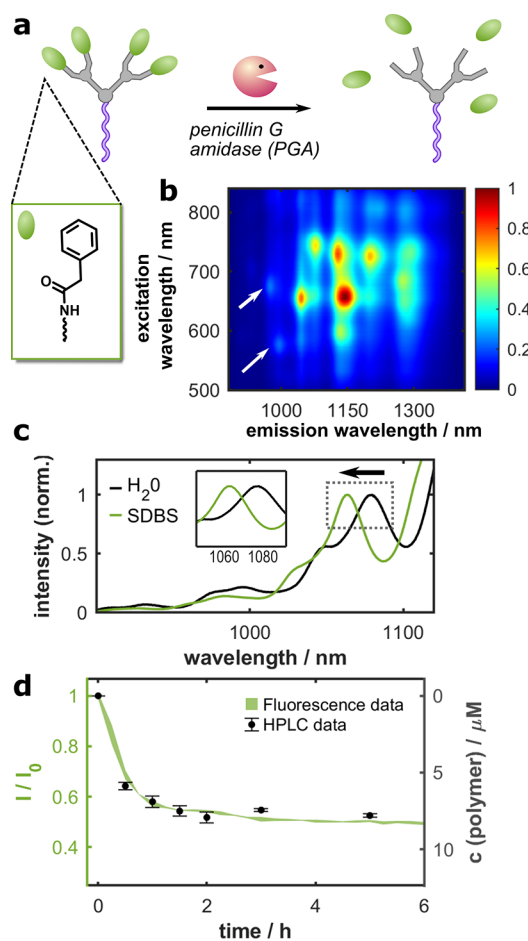 a
penicillin G
amidase (PGA)
O
NH
b
excitation
wavelength / nm
800
700
600
500
1000
1150
1300
emission wavelength / nm
1
0.8
0.6
0.4
0.2
0
c
intensity (norm.)
1
0.5
0
H₂0
SDBS
1060
1080
1000
1100
wavelength / nm
d
I / I₀
1
0.8
0.6
0.4
Fluorescence data
HPLC data
0
5
10
c (polymer) / μM
0
2
4
6
time / h